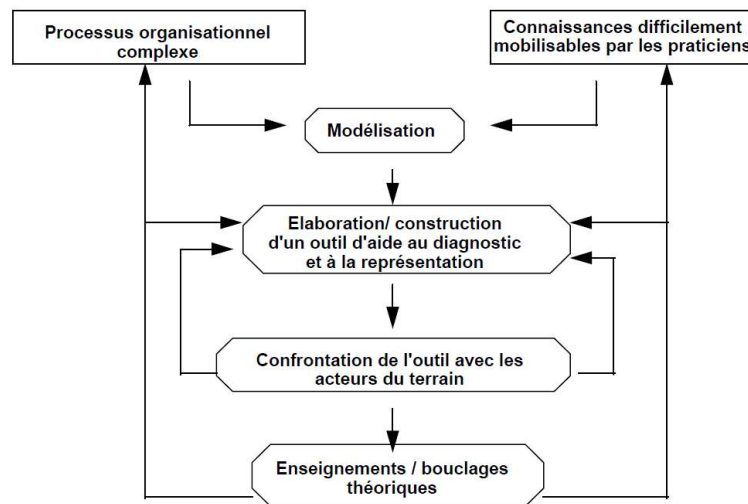 Processus organisationnel
complexe
Connaissances difficilement
mobilisables par les praticiens
Modélisation
Elaboration/ construction
d'un outil d'aide au diagnostic
et à la représentation
Confrontation de l'outil avec les
acteurs du terrain
Enseignements / bouclages
théoriques